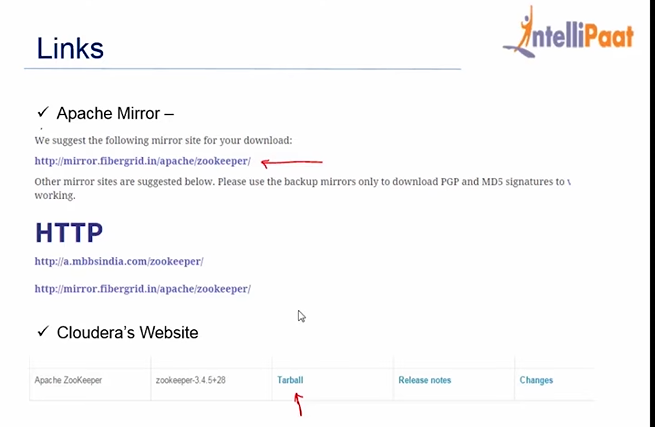 IntelliPaat
Links
✓ Apache Mirror –
We suggest the following mirror site for your download:
http://mirror.fibergrid.in/apache/zookeeper/
Other mirror sites are suggested below. Please use the backup mirrors only to download PGP and MD5 signatures to
working.
HTTP
http://a.mbbsindia.com/zookeeper/
http://mirror.fibergrid.in/apache/zookeeper/
✓ Cloudera's Website
Apache ZooKeeper zookeeper-3.4.5+28 Tarball Release notes Changes